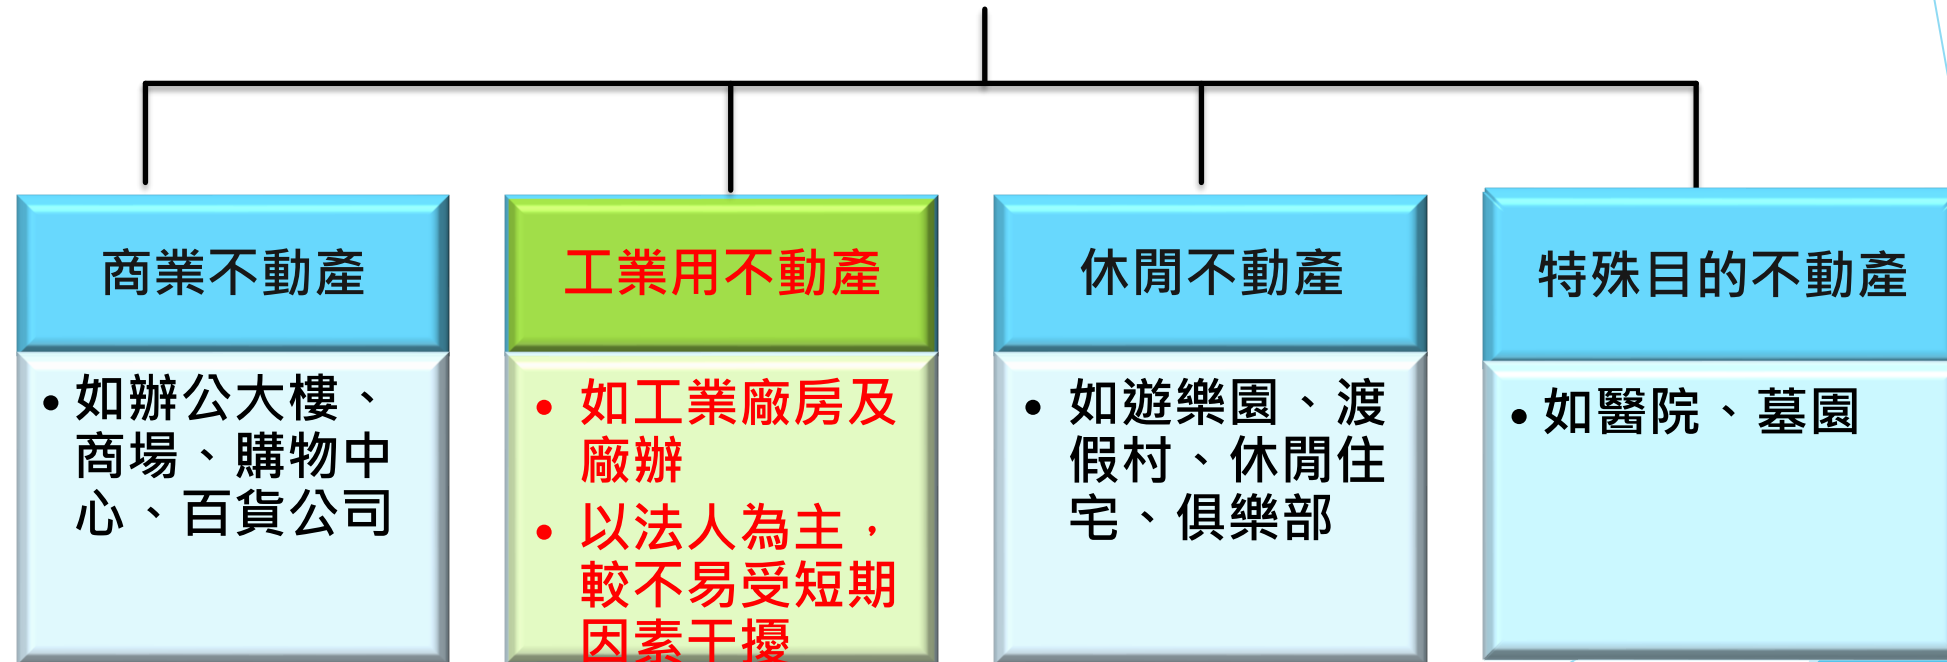 商業不動產
• 如辦公大樓、
商場、購物中
心、百貨公司
工業用不動產
• 如工業廠房及
廠辦
• 以法人為主，
較不易受短期
因素干擾
休閒不動產
• 如遊樂園、渡
假村、休閒住
宅、俱樂部
特殊目的不動產
• 如醫院、墓園